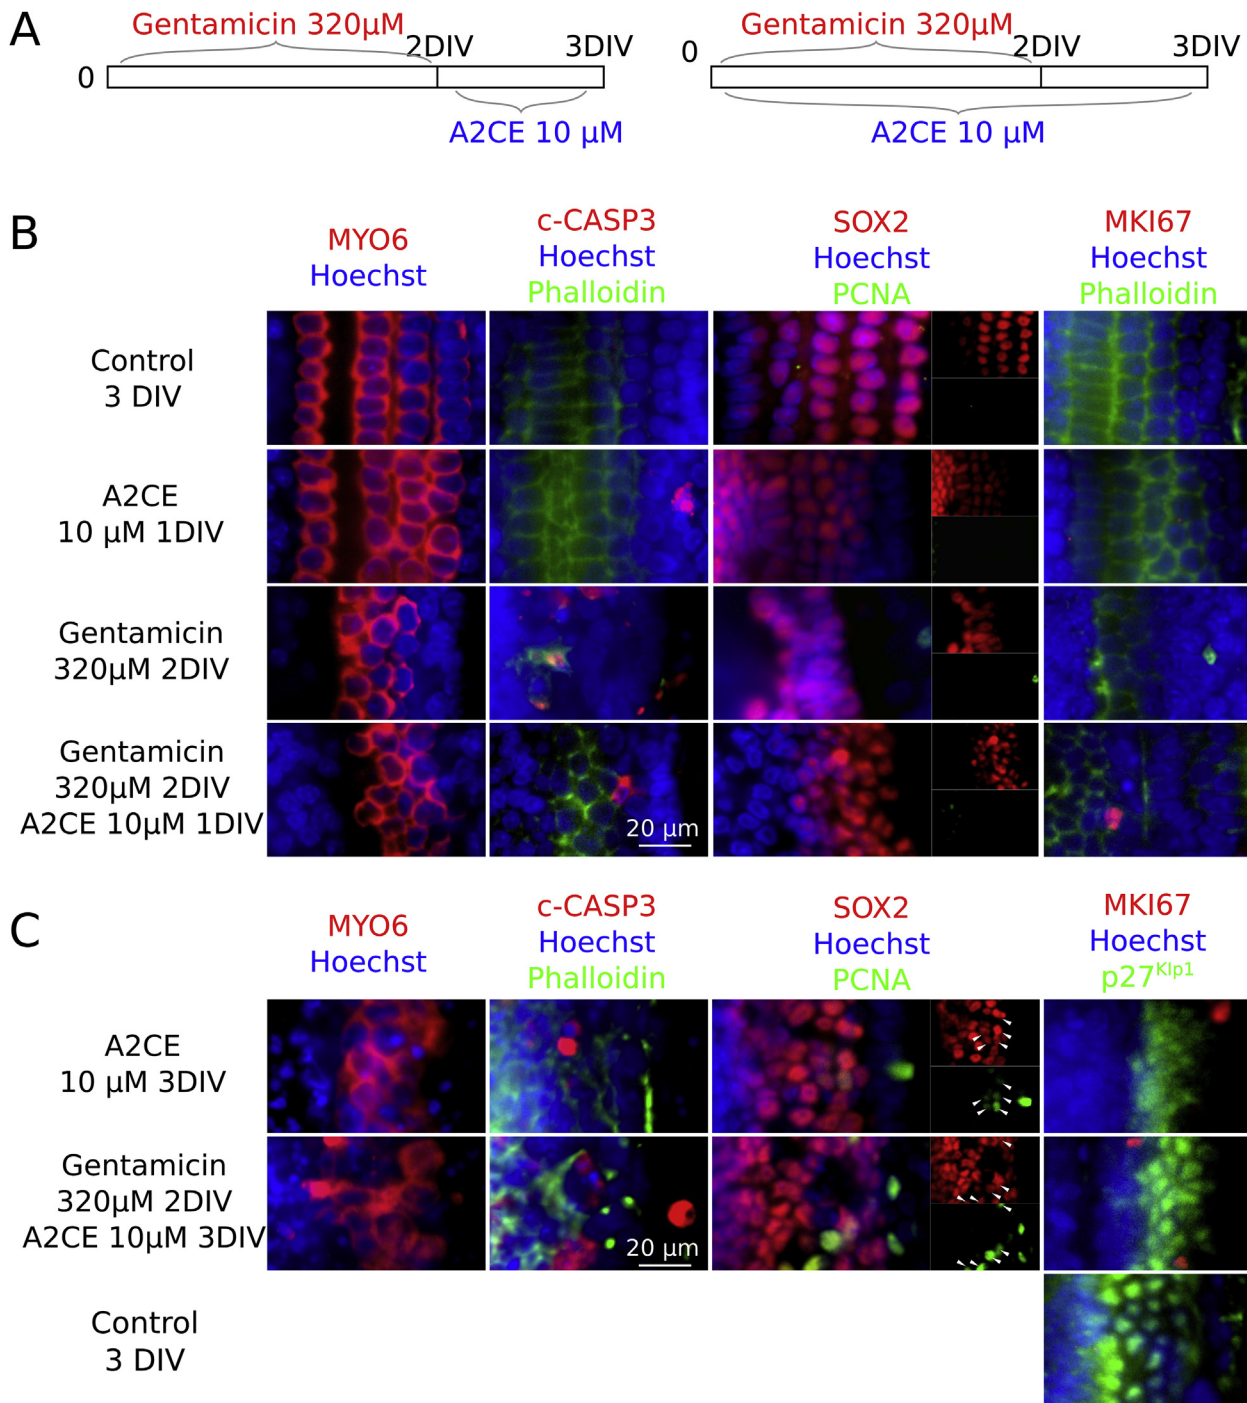 A
Gentamicin 320µM
2DIV
3DIV
0
A2CE 10 µM
Gentamicin 320µM
2DIV
3DIV
0
A2CE 10 µM
B
MYO6
Hoechst
c-CASP3
Hoechst
Phalloidin
SOX2
Hoechst
PCNA
MKI67
Hoechst
Phalloidin
Control
3 DIV
A2CE
10 µM 1DIV
Gentamicin
320µM 2DIV
Gentamicin
320µM 2DIV
A2CE 10µM 1DIV
20 µm
C
MYO6
Hoechst
c-CASP3
Hoechst
Phalloidin
SOX2
Hoechst
PCNA
MKI67
Hoechst
p27KIp1
A2CE
10 µM 3DIV
Gentamicin
320µM 2DIV
A2CE 10µM 3DIV
20 µm
Control
3 DIV